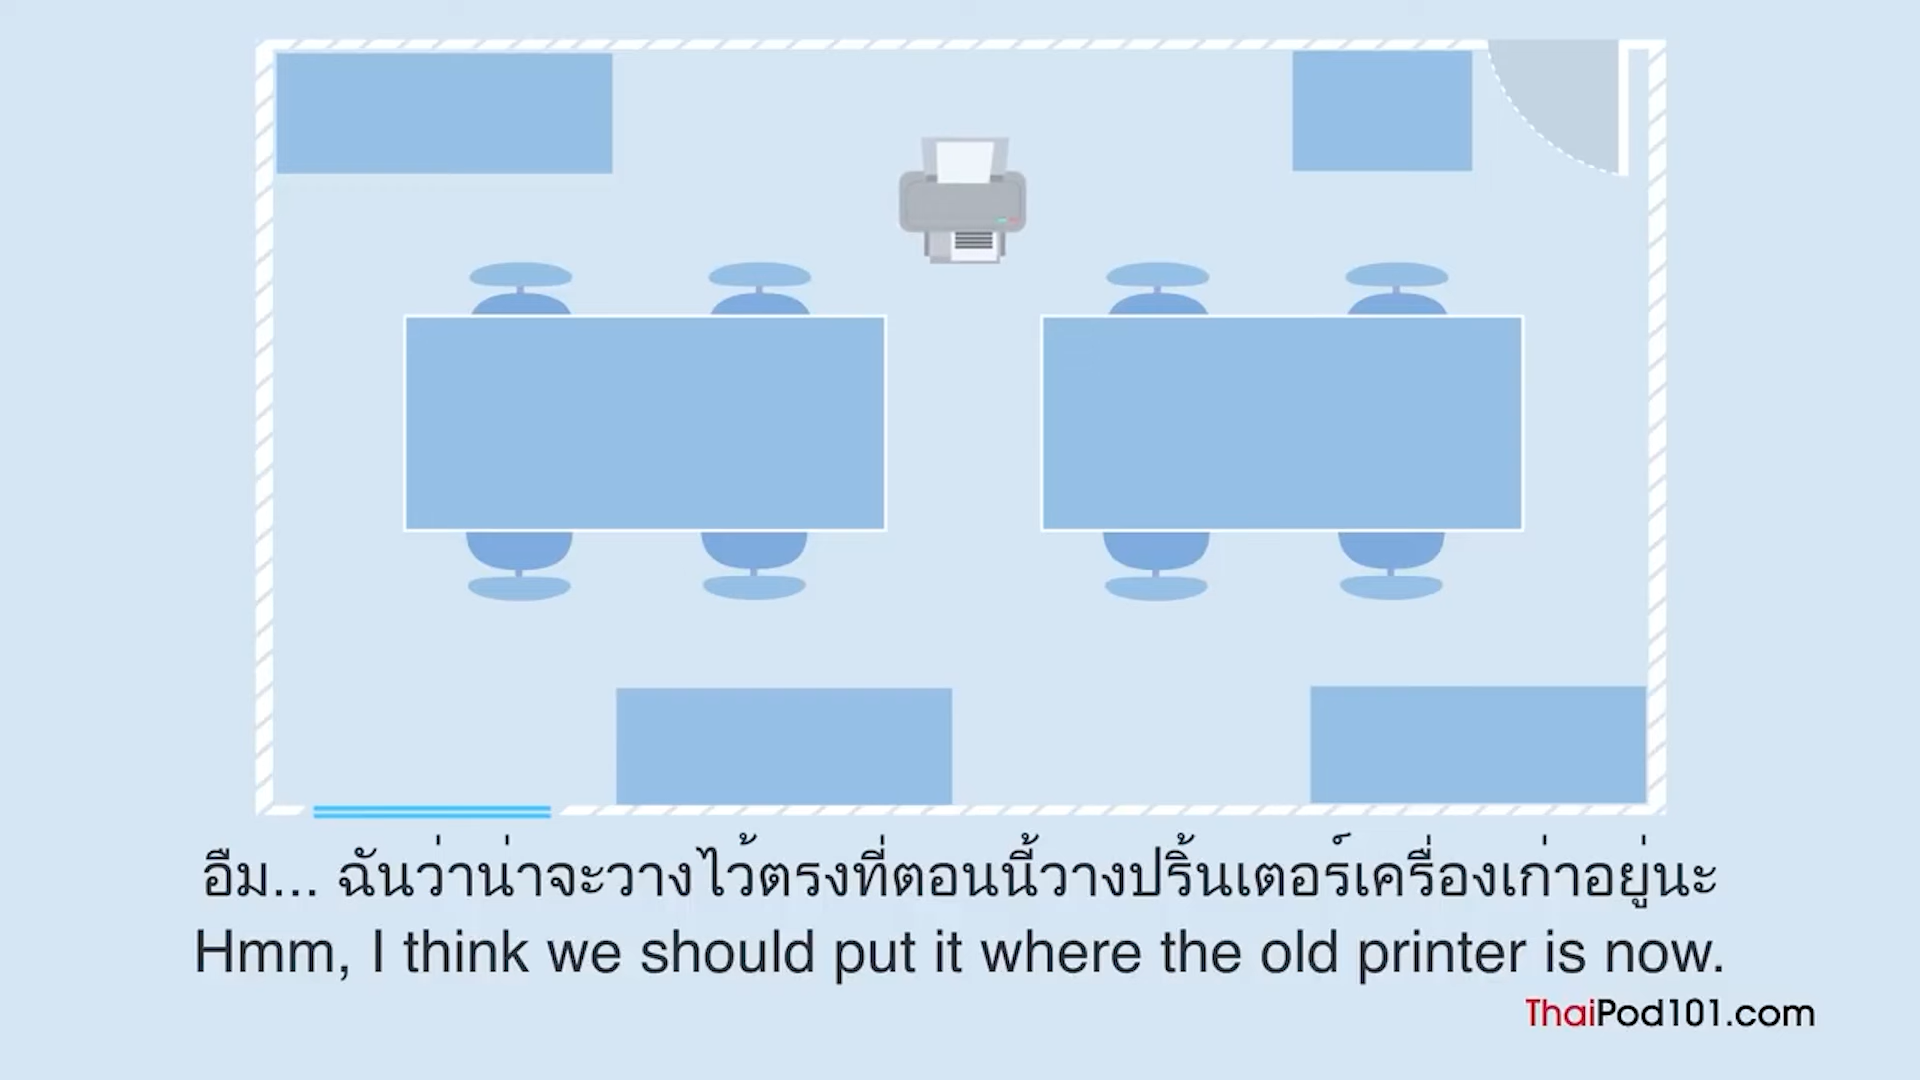 อืม... ฉันว่าน่าจะวางไว้ตรงที่ตอนนี้วางปริ้นเตอร์เครื่องเก่าอยู่นะ
Hmm, I think we should put it where the old printer is now.
ThaiPod101.com